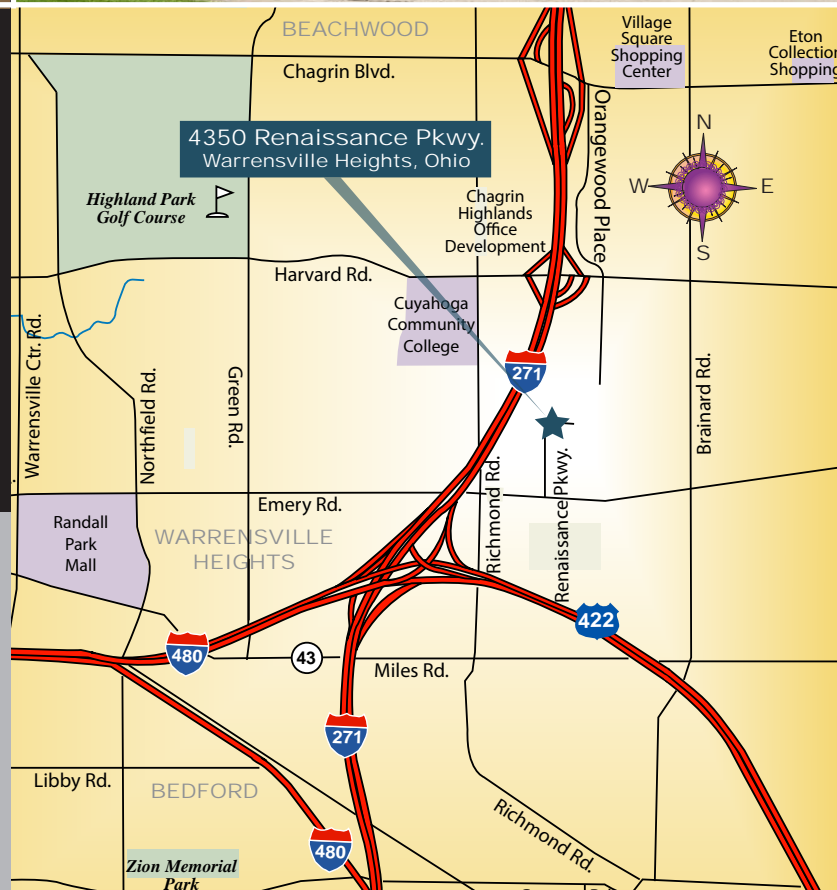 BEACHWOOD
Village
Square
Shopping
Center
Eton
Collection
Shopping
Chagrin Blvd.
Orangewood Place
4350 Renaissance Pkwy.
Warrensville Heights, Ohio
N
W
E
S
Highland Park
Golf Course
Chagrin
Highlands
Office
Development
Harvard Rd.
Cuyahoga
Community
College
271
Warrensville Ctr. Rd.
Northfield Rd.
Green Rd.
Brainard Rd.
Richmond Rd.
Renaissance Pkwy.
Emery Rd.
Randall
Park
Mall
WARRENSVILLE
HEIGHTS
422
480
43
Miles Rd.
271
Libby Rd.
BEDFORD
Richmond Rd.
480
Zion Memorial
Park